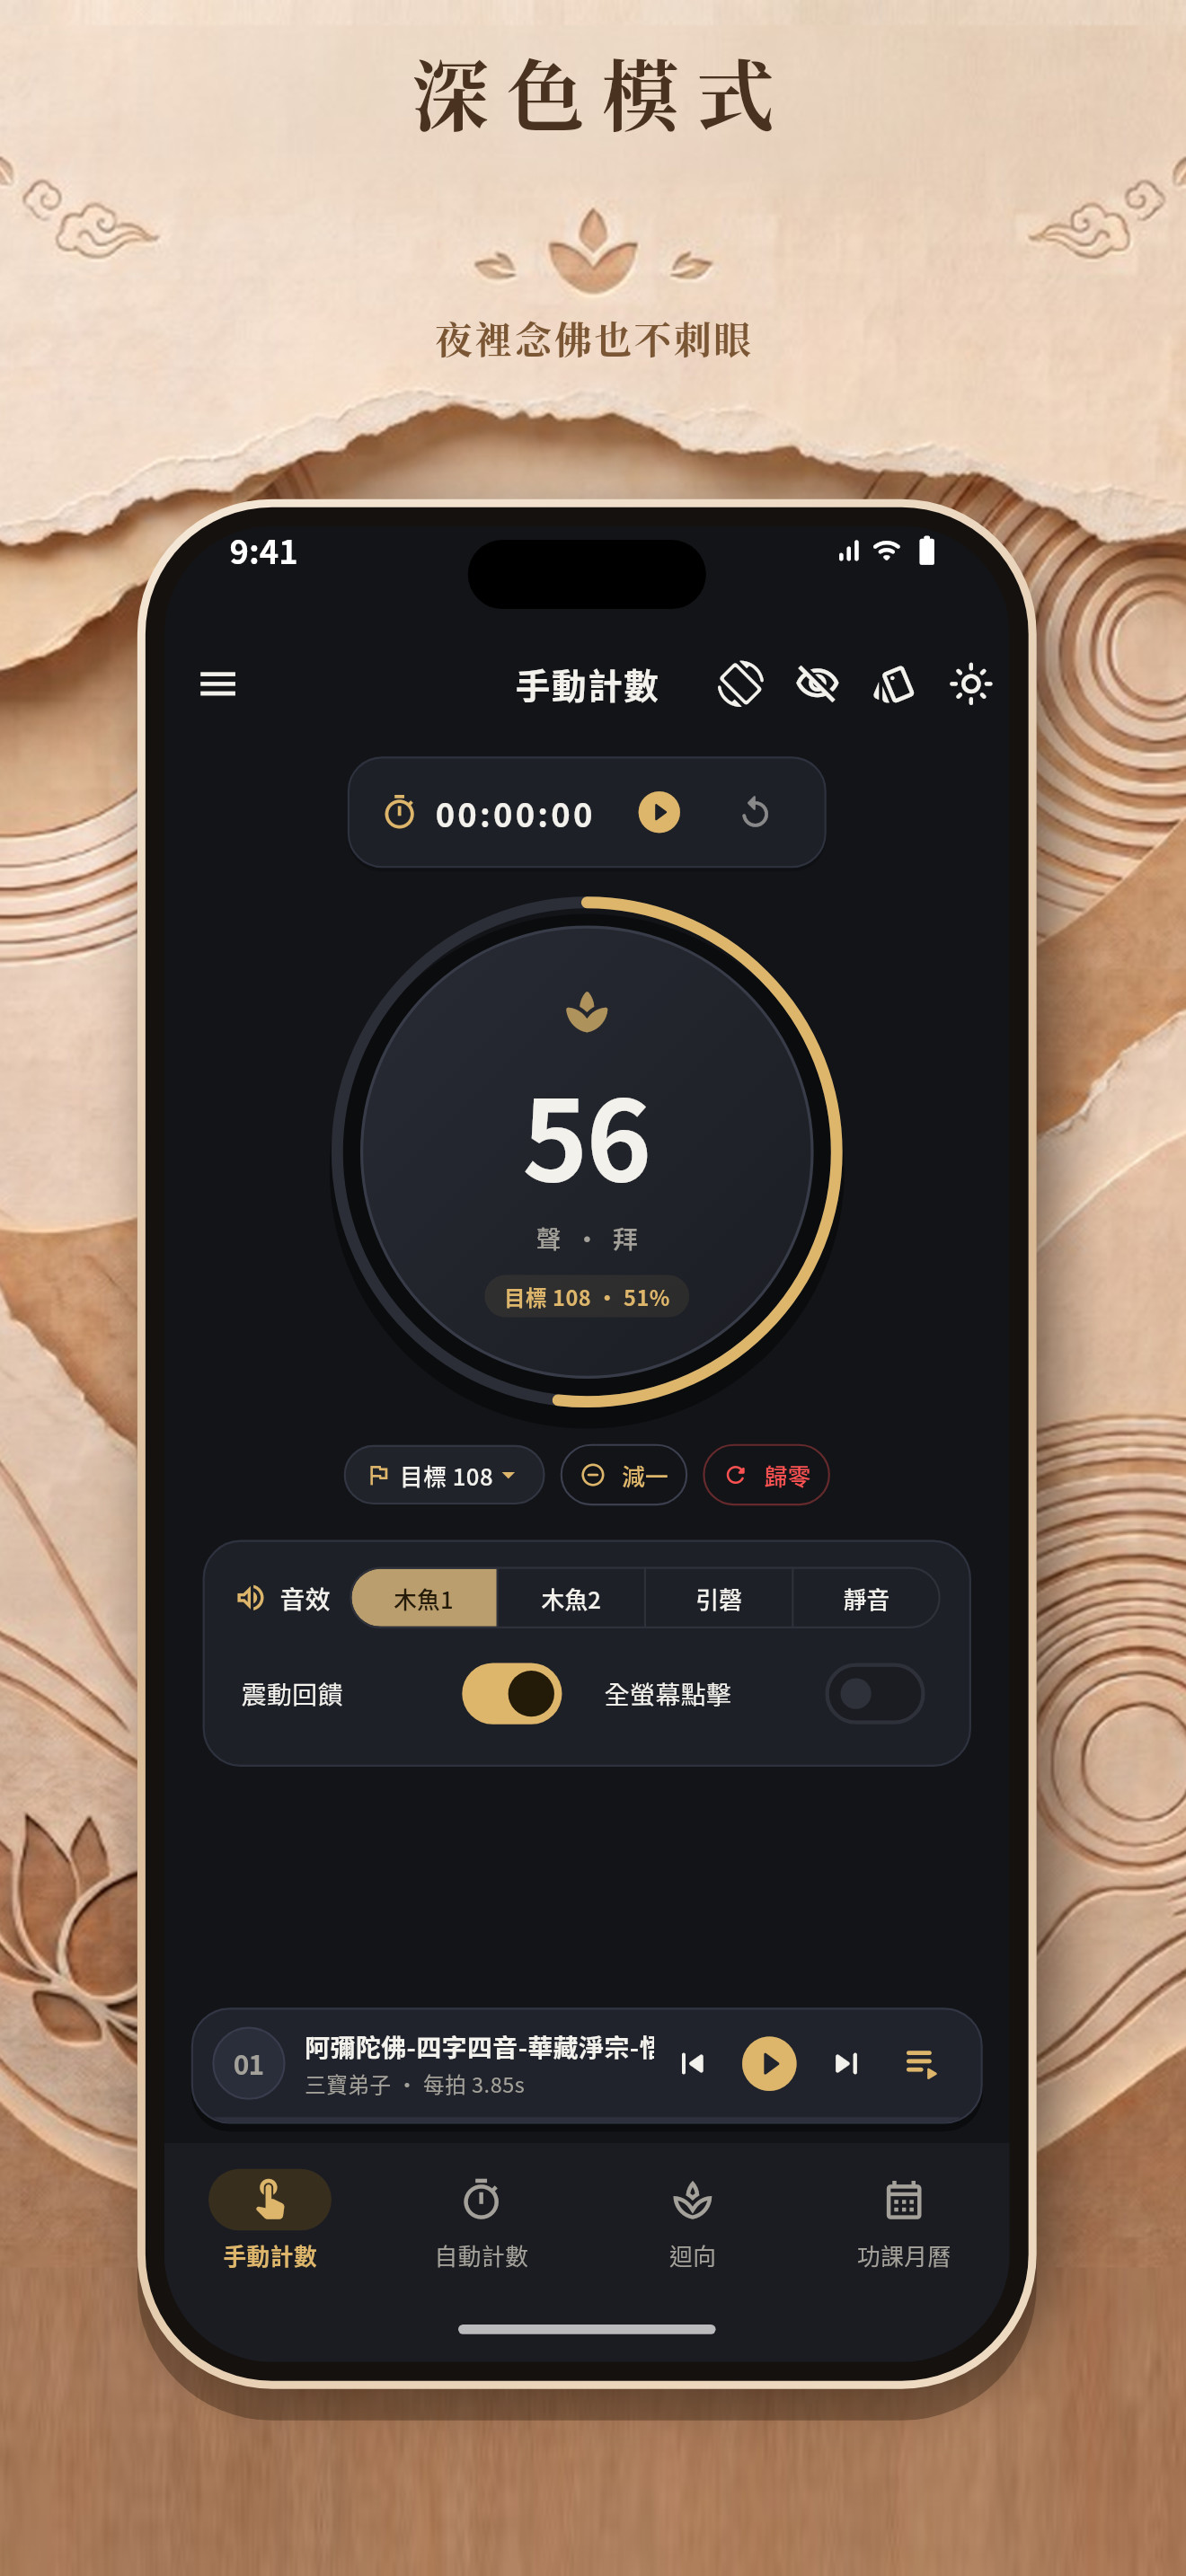 深色模式
夜裡念佛也不刺眼
9:41
手動計數
00:00:00
56
聲 · 拜
目標 108 · 51%
目標 108
減一
歸零
音效
木魚1
木魚2
引磬
靜音
震動回饋
全螢幕點擊
01
阿彌陀佛-四字四音-華藏淨宗-悟
三寶弟子 · 每拍 3.85s
手動計數
自動計數
迴向
功課月曆